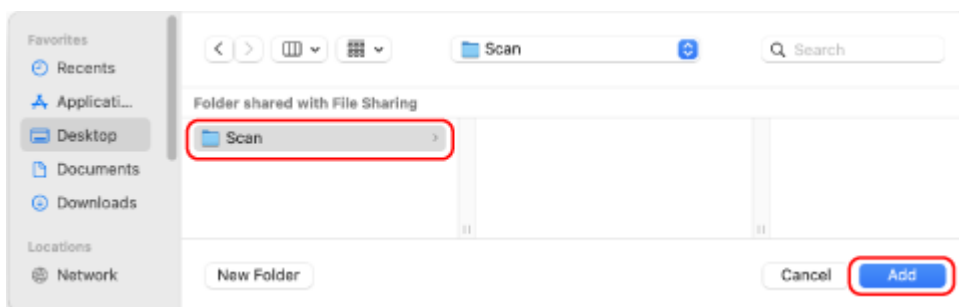 Favorites
Recents
Applicati...
Desktop
Documents
Downloads
Locations
Network
Scan
Search
Folder shared with File Sharing
Scan
New Folder
Cancel
Add